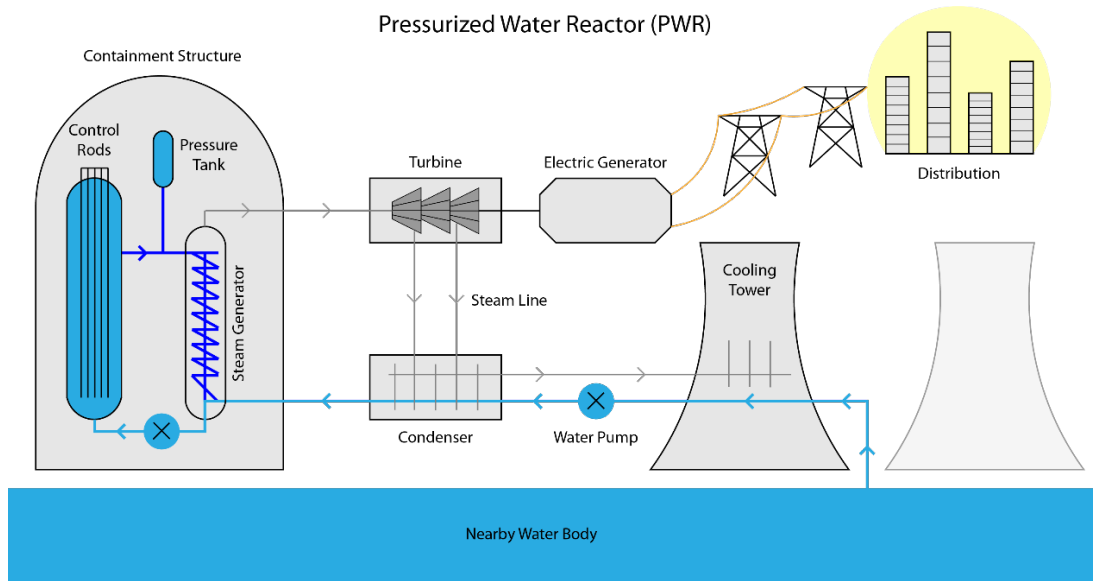 Pressurized Water Reactor (PWR)
Containment Structure
Control
Rods
Pressure
Tank
Steam Generator
Turbine
Electric Generator
Distribution
Steam Line
Cooling
Tower
Condenser
Water Pump
Nearby Water Body